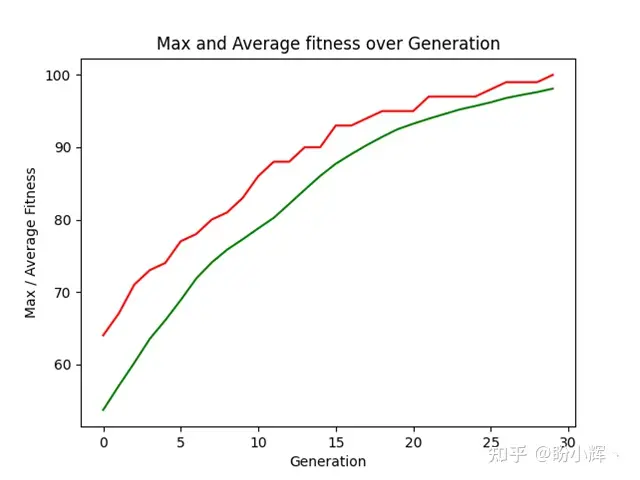 Max and Average fitness over Generation
100
90
80
70
60
Max / Average Fitness
0 5 10 15 20 25 30
Generation
知乎 @盼小辉丶